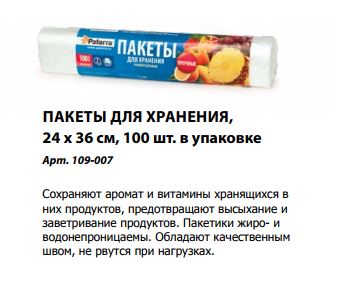 Paterra
ПАКЕТЫ
ДЛЯ ХРАНЕНИЯ
ПРОЧНЫЕ
100
ПАКЕТЫ ДЛЯ ХРАНЕНИЯ,
24 х 36 см, 100 шт. в упаковке
Арт. 109-007
Сохраняют аромат и витамины хранящихся в
них продуктов, предотвращают высыхание и
заветривание продуктов. Пакетики жиро- и
водонепроницаемы. Обладают качественным
швом, не рвутся при нагрузках.